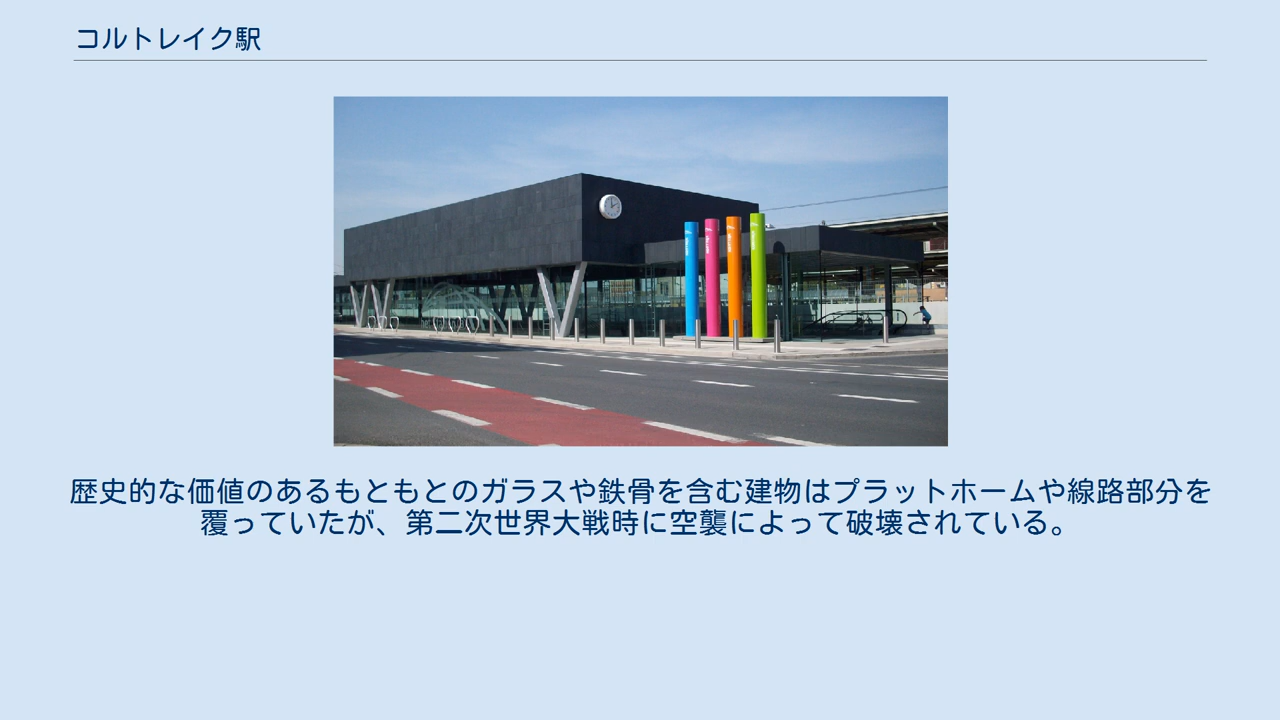 コルトレイク駅
歴史的な価値のあるもともとのガラスや鉄骨を含む建物はプラットホームや線路部分を
覆っていたが、第二次世界大戦時に空襲によって破壊されている。